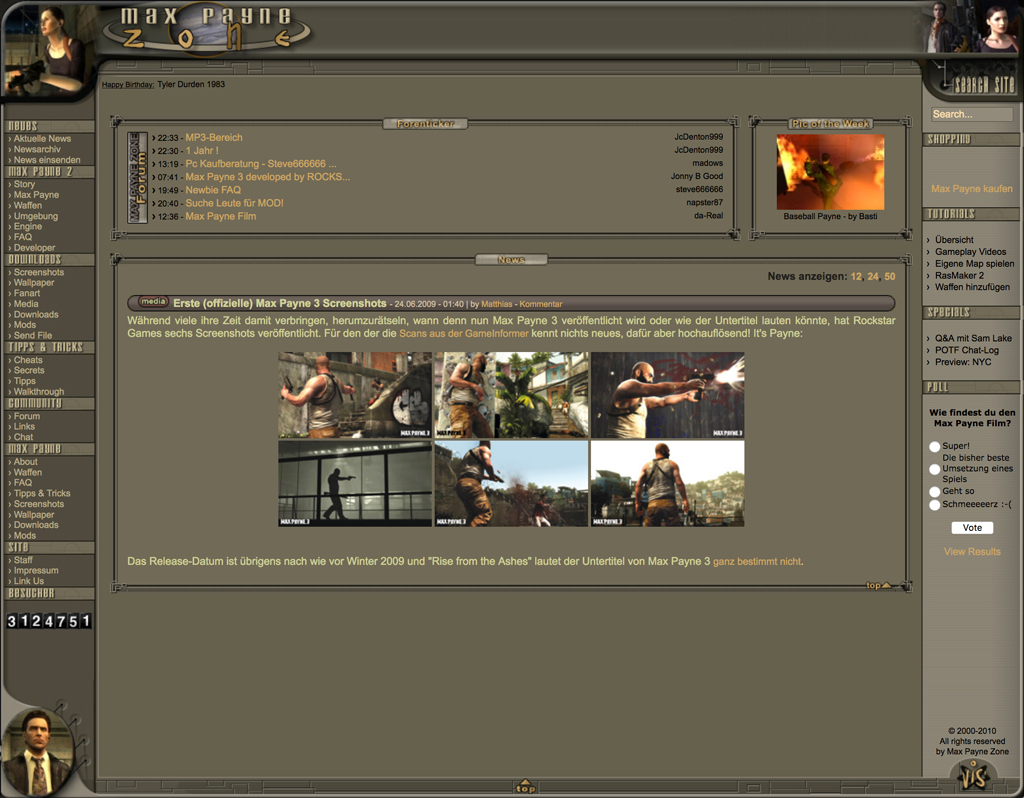 MAX PAYNE
ZONE
SEARCH SITE
Happy Birthday: Tyler Durden 1983
Search...
NEUES
› Aktuelle News
› Newsarchiv
› News einsenden
MAX PAYNE 2
› Story
› Max Payne
› Waffen
› Umgebung
› Engine
› FAQ
› Developer
DOWNLOADS
› Screenshots
› Wallpaper
› Fanart
› Media
› Downloads
› Mods
› Send File
TIPPS & TRICKS
› Cheats
› Secrets
› Tipps
› Walkthrough
COMMUNITY
› Forum
› Links
› Chat
MAX PAYNE
› About
› Waffen
› FAQ
› Tipps & Tricks
› Screenshots
› Wallpaper
› Downloads
› Mods
SITE
› Staff
› Impressum
› Link Us
BESUCHER
3124751
Forenticker
MAX PAYNE ZONE
Forum
› 22:33 - MP3-Bereich JcDenton999
› 22:30 - 1 Jahr ! JcDenton999
› 13:19 - Pc Kaufberatung - Steve666666 ... madows
› 07:41 - Max Payne 3 developed by ROCKS... Jonny B Good
› 19:49 - Newbie FAQ steve666666
› 20:40 - Suche Leute für MOD! napster87
› 12:36 - Max Payne Film da-Real
Pic of the Week
Baseball Payne - by Basti
News
News anzeigen: 12, 24, 50
media Erste (offizielle) Max Payne 3 Screenshots - 24.06.2009 - 01:40 | by Matthias - Kommentar
Während viele ihre Zeit damit verbringen, herumzurätseln, wann denn nun Max Payne 3 veröffentlicht wird oder wie der Untertitel lauten könnte, hat Rockstar
Games sechs Screenshots veröffentlicht. Für den der die Scans aus der GameInformer kennt nichts neues, dafür aber hochauflösend! It's Payne:
MAX PAYNE 3
MAX PAYNE 3
MAX PAYNE 3
MAX PAYNE 3
MAX PAYNE 3
MAX PAYNE 3
Das Release-Datum ist übrigens nach wie vor Winter 2009 und "Rise from the Ashes" lautet der Untertitel von Max Payne 3 ganz bestimmt nicht.
top
SHOPPING
Max Payne kaufen
TUTORIALS
› Übersicht
› Gameplay Videos
› Eigene Map spielen
› RasMaker 2
› Waffen hinzufügen
SPECIALS
› Q&A mit Sam Lake
› POTF Chat-Log
› Preview: NYC
POLL
Wie findest du den
Max Payne Film?
Super!
Die bisher beste
Umsetzung eines
Spiels
Geht so
Schmeeeeerz :-(
Vote
View Results
© 2000-2010
All rights reserved
by Max Payne Zone
VIS
top